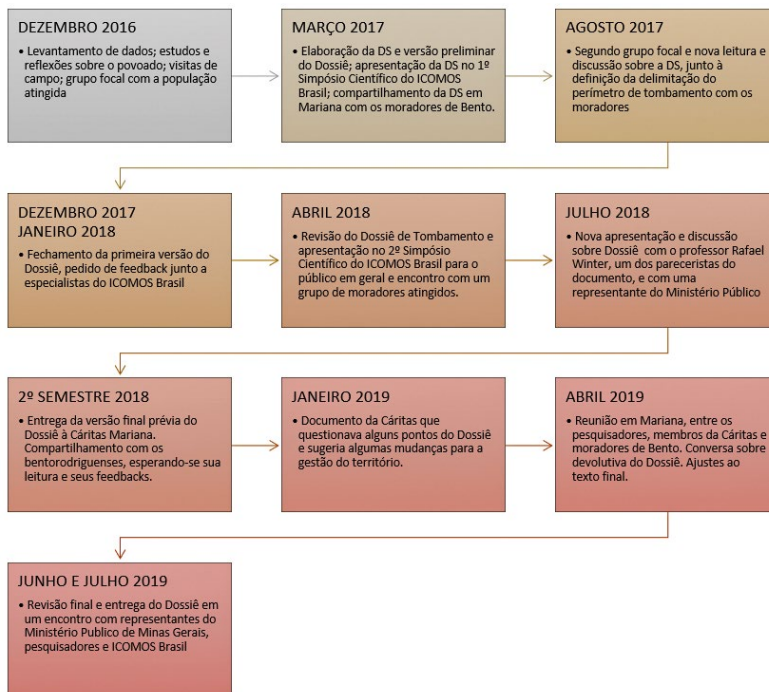 DEZEMBRO 2016
• Levantamento de dados; estudos e
reflexões sobre o povoado; visitas de
campo; grupo focal com a população
atingida
MARÇO 2017
• Elaboração da DS e versão preliminar
do Dossiê; apresentação da DS no 1º
Simpósio Científico do ICOMOS
Brasil; compartilhamento da DS em
Mariana com os moradores de Bento.
AGOSTO 2017
• Segundo grupo focal e nova leitura e
discussão sobre a DS, junto à
definição da delimitação do
perímetro de tombamento com os
moradores
DEZEMBRO 2017
JANEIRO 2018
• Fechamento da primeira versão do
Dossiê, pedido de feedback junto a
especialistas do ICOMOS Brasil
ABRIL 2018
• Revisão do Dossiê de Tombamento e
apresentação no 2º Simpósio
Científico do ICOMOS Brasil para o
público em geral e encontro com um
grupo de moradores atingidos.
JULHO 2018
• Nova apresentação e discussão
sobre Dossiê com o professor Rafael
Winter, um dos pareceristas do
documento, e com uma
representante do Ministério Público
2º SEMESTRE 2018
• Entrega da versão final prévia do
Dossiê à Cáritas Mariana.
Compartilhamento com os
bentorodriguenses, esperando-se sua
leitura e seus feedbacks.
JANEIRO 2019
• Documento da Cáritas que
questionava alguns pontos do Dossiê
e sugeria algumas mudanças para a
gestão do território.
ABRIL 2019
• Reunião em Mariana, entre os
pesquisadores, membros da Cáritas e
moradores de Bento. Conversa sobre
devolutiva do Dossiê. Ajustes ao
texto final.
JUNHO E JULHO 2019
• Revisão final e entrega do Dossiê em
um encontro com representantes do
Ministério Publico de Minas Gerais,
pesquisadores e ICOMOS Brasil